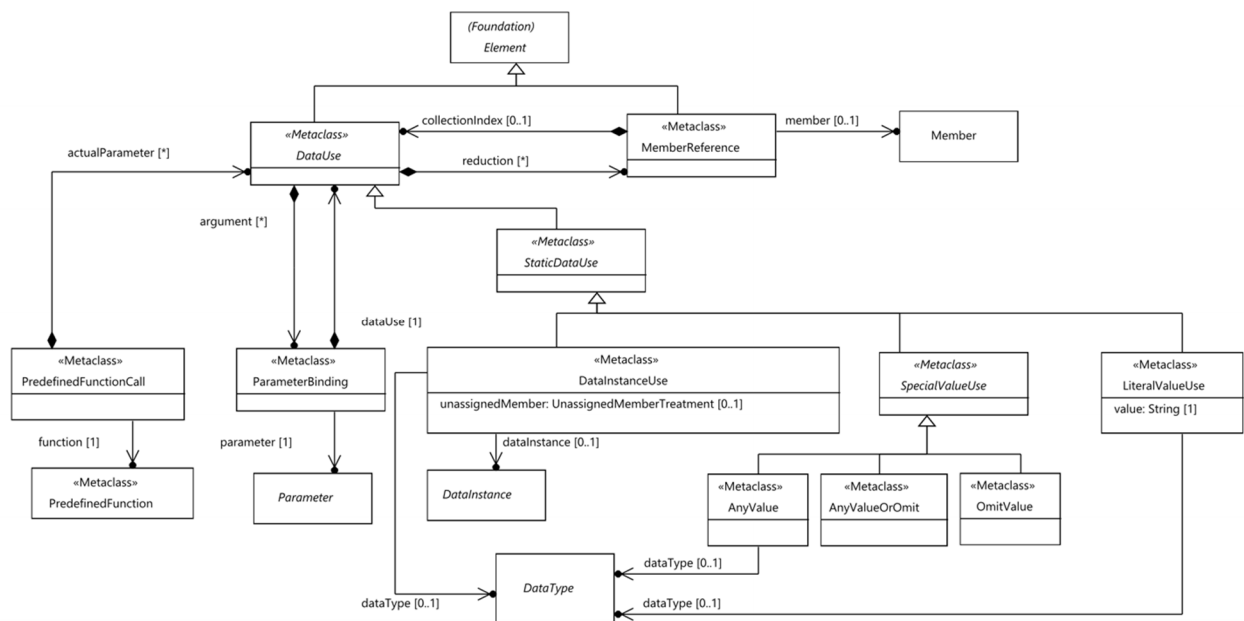 (Foundation)
Element
collectionIndex [0..1]
member [0..1]
«Metaclass»
DataUse
«Metaclass»
MemberReference
Member
actualParameter [*]
reduction [*]
argument [*]
«Metaclass»
StaticDataUse
dataUse [1]
«Metaclass»
PredefinedFunctionCall
«Metaclass»
ParameterBinding
«Metaclass»
DataInstanceUse
unassignedMember: UnassignedMemberTreatment [0..1]
«Metaclass»
SpecialValueUse
«Metaclass»
LiteralValueUse
value: String [1]
function [1]
parameter [1]
dataInstance [0..1]
«Metaclass»
PredefinedFunction
Parameter
DataInstance
«Metaclass»
AnyValue
«Metaclass»
AnyValueOrOmit
«Metaclass»
OmitValue
dataType [0..1]
DataType
dataType [0..1]
dataType [0..1]